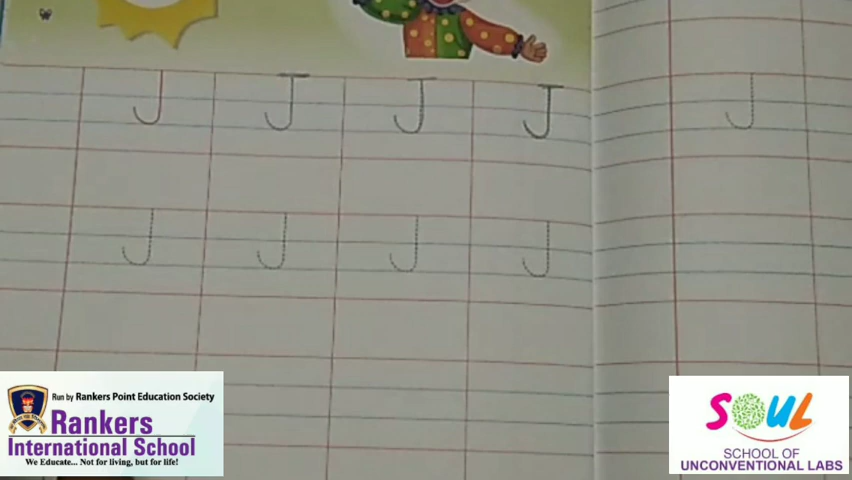 J J J J J
J J J J
Run by Rankers Point Education Society
Rankers
International School
We Educate... Not for living, but for life!
SOUL
SCHOOL OF
UNCONVENTIONAL LABS